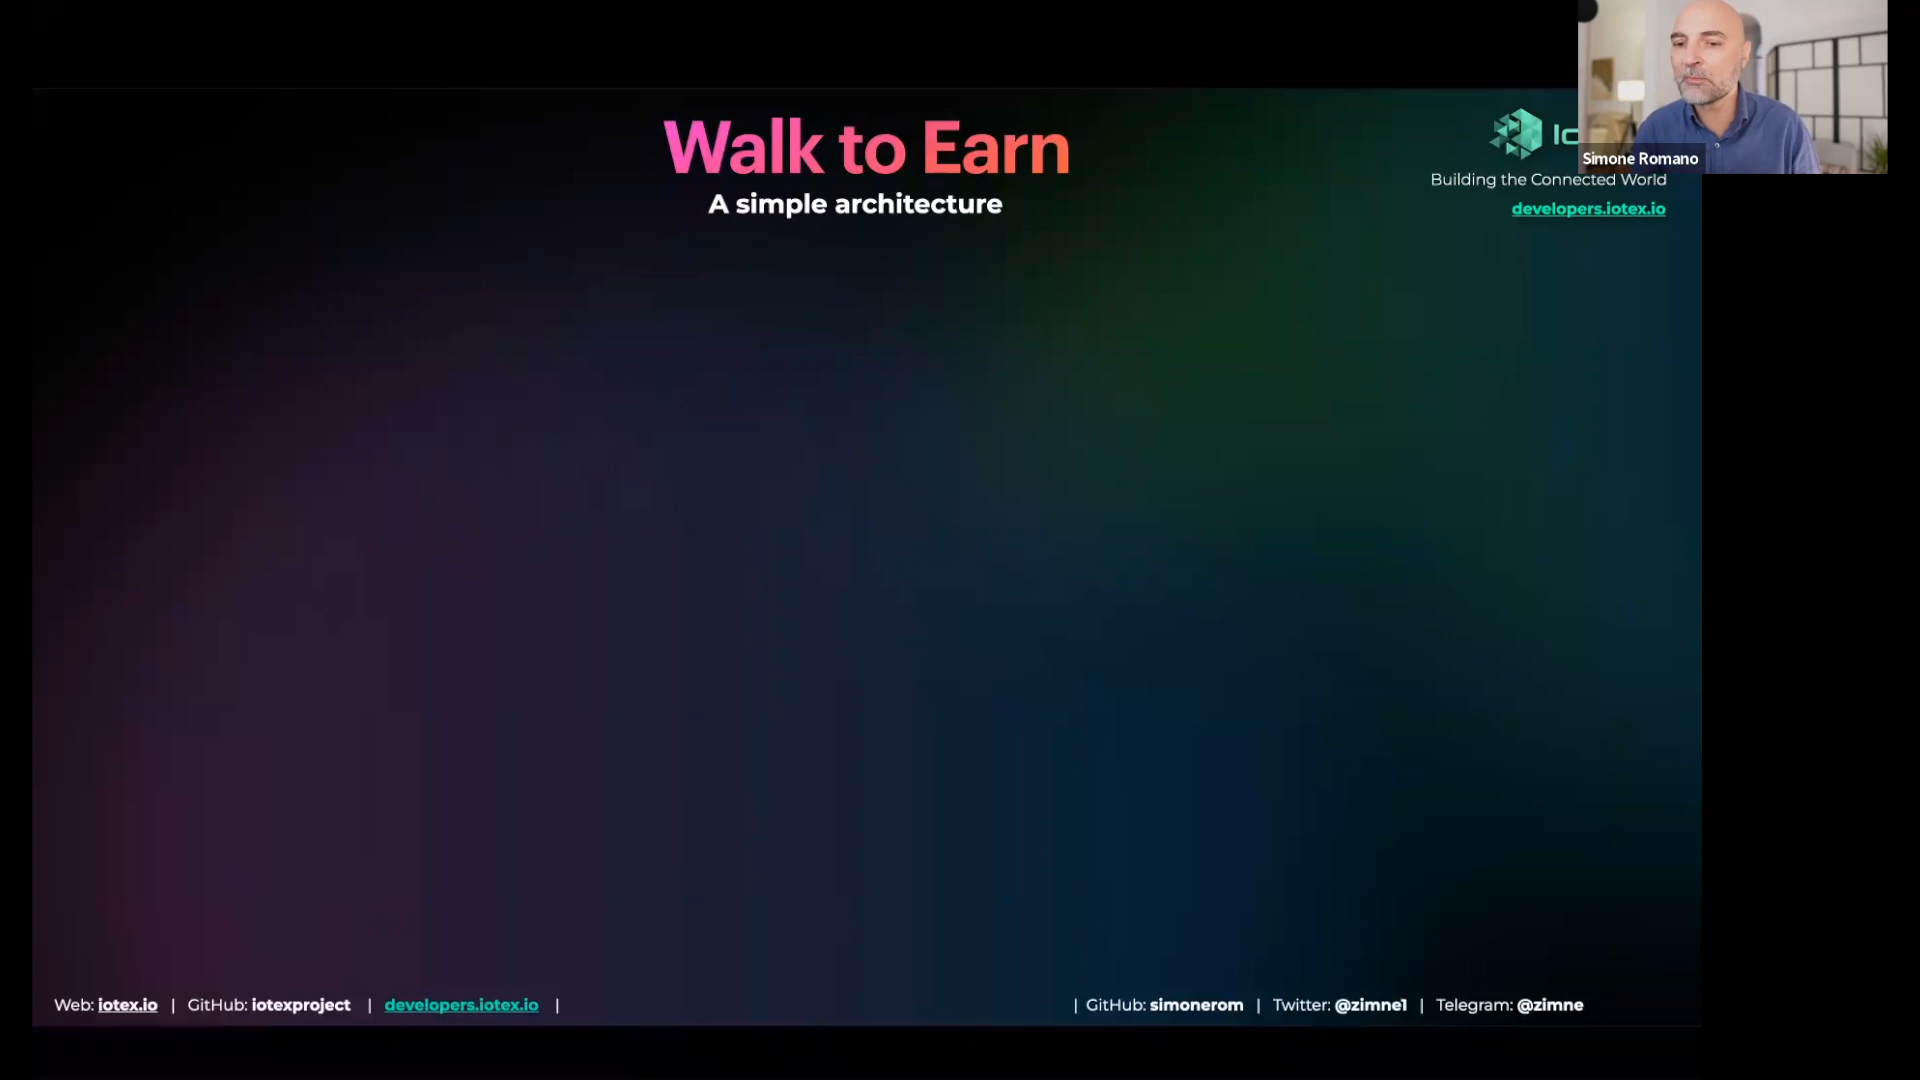 Walk to Earn
A simple architecture
Simone Romano
Building the Connected World
developers.iotex.io
Web: iotex.io | GitHub: iotexproject | developers.iotex.io |
| GitHub: simonerom | Twitter: @zimne1 | Telegram: @zimne